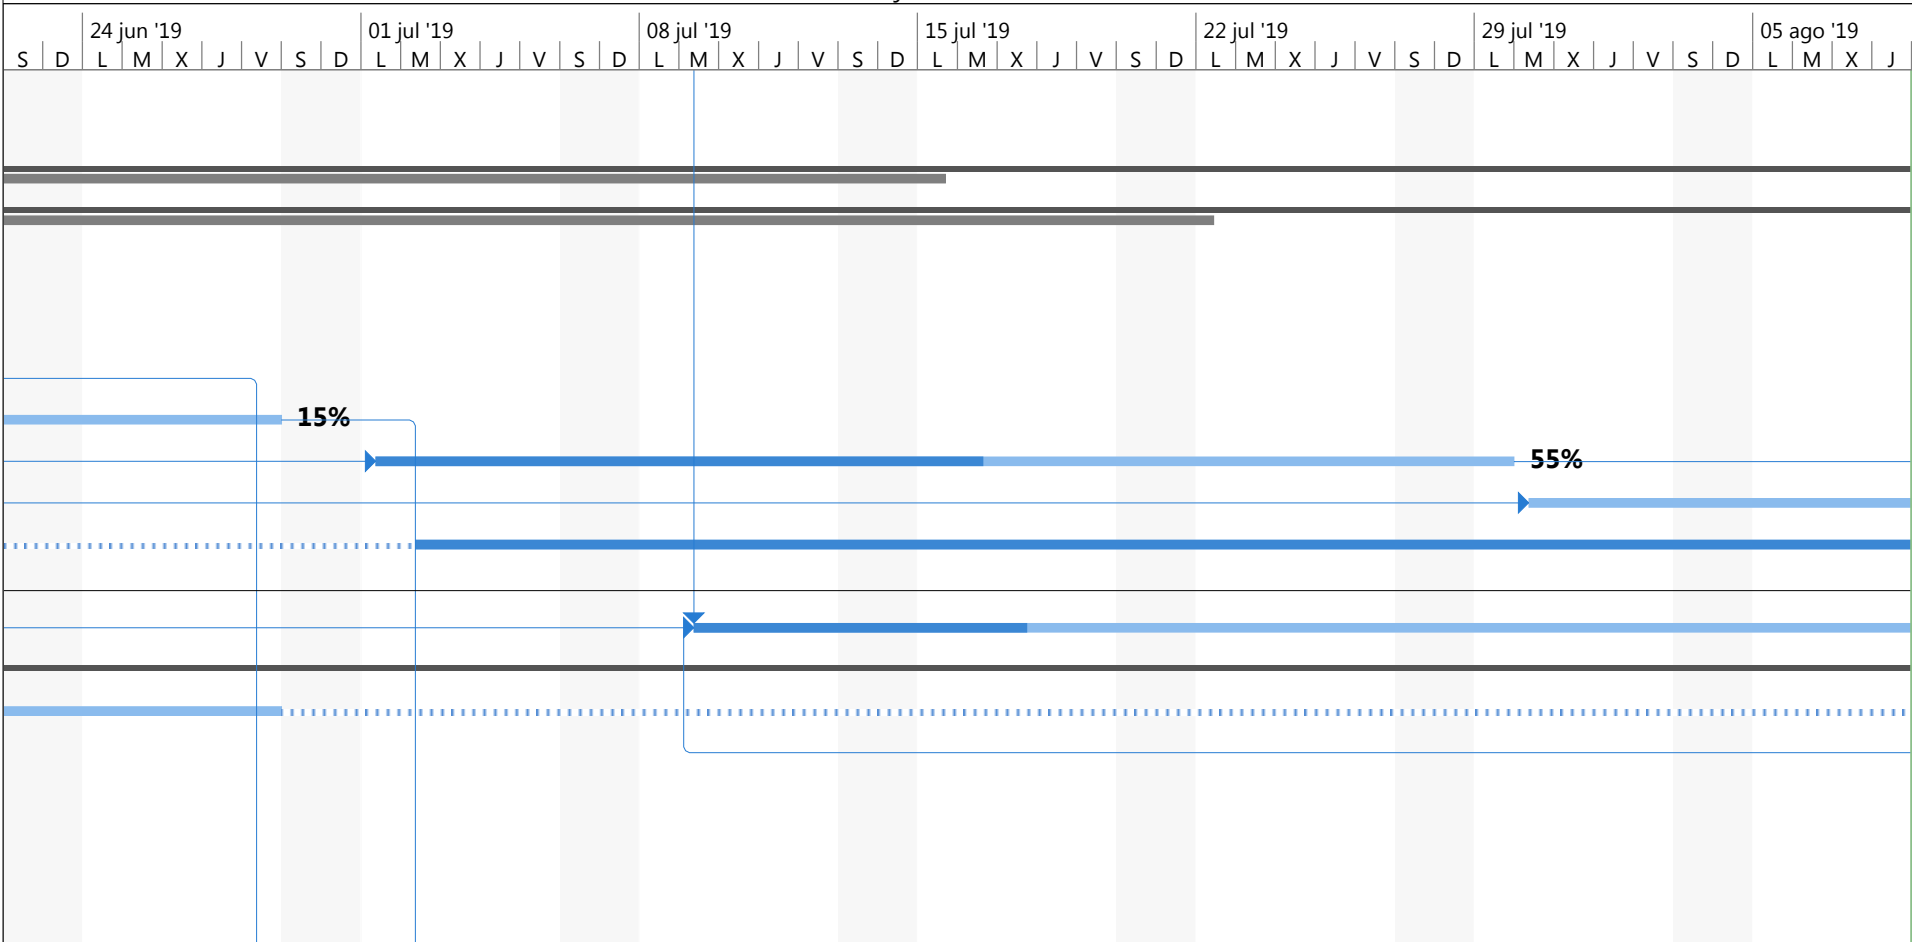 24 jun '19 01 jul '19 08 jul '19 15 jul '19 22 jul '19 29 jul '19 05 ago '19
S D L M X J V S D L M X J V S D L M X J V S D L M X J V S D L M X J V S D L M X J V S D L M X J
15%
55%